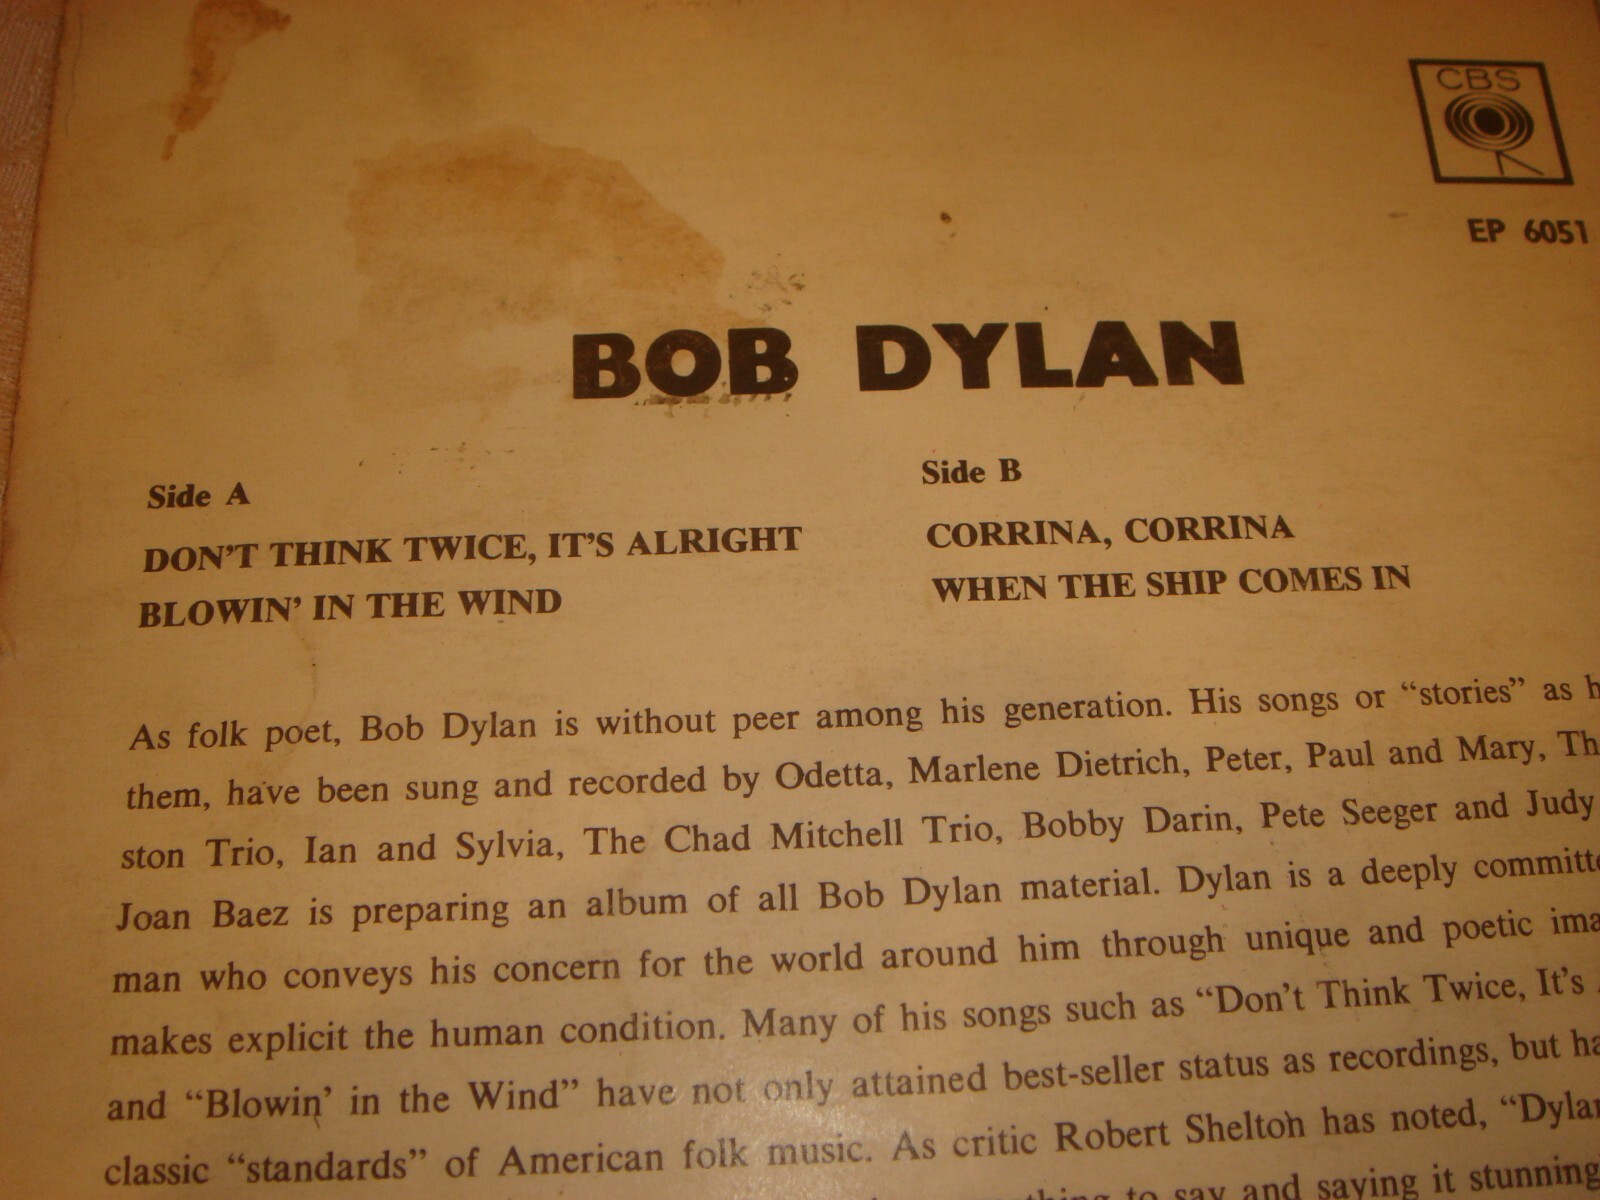 CBS
EP 6051
BOB DYLAN
Side A
DON'T THINK TWICE, IT'S ALRIGHT
BLOWIN' IN THE WIND
Side B
CORRINA, CORRINA
WHEN THE SHIP COMES IN
As folk poet, Bob Dylan is without peer among his generation. His songs or “stories” as
them, have been sung and recorded by Odetta, Marlene Dietrich, Peter, Paul and Mary, Th
ston Trio, Ian and Sylvia, The Chad Mitchell Trio, Bobby Darin, Pete Seeger and Judy
Joan Baez is preparing an album of all Bob Dylan material. Dylan is a deeply committe
man who conveys his concern for the world around him through unique and poetic ima
makes explicit the human condition. Many of his songs such as “Don't Think Twice, It's
and “Blowin' in the Wind” have not only attained best-seller status as recordings, but ha
classic “standards” of American folk music. As critic Robert Shelton has noted, “Dylan
to say and saying it stunning